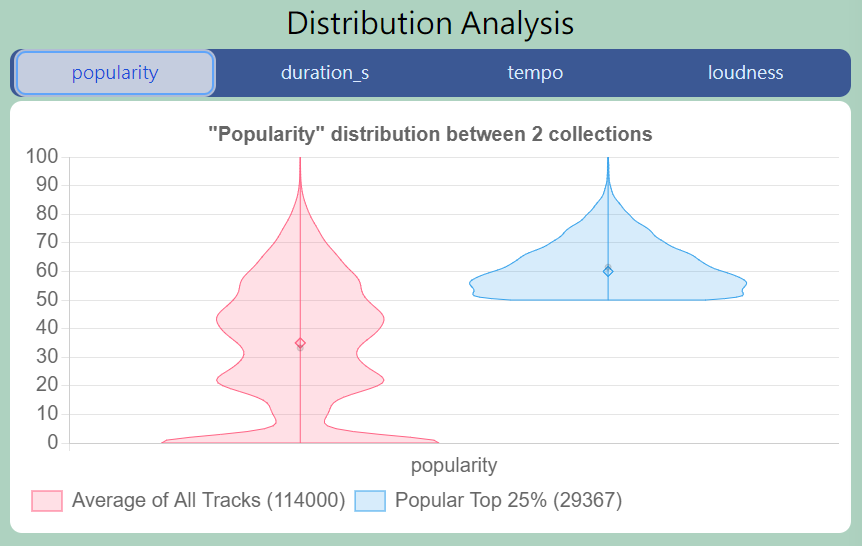 Distribution Analysis
popularity duration_s tempo loudness
"Popularity" distribution between 2 collections
100
90
80
70
60
50
40
30
20
10
0
popularity
Average of All Tracks (114000) Popular Top 25% (29367)